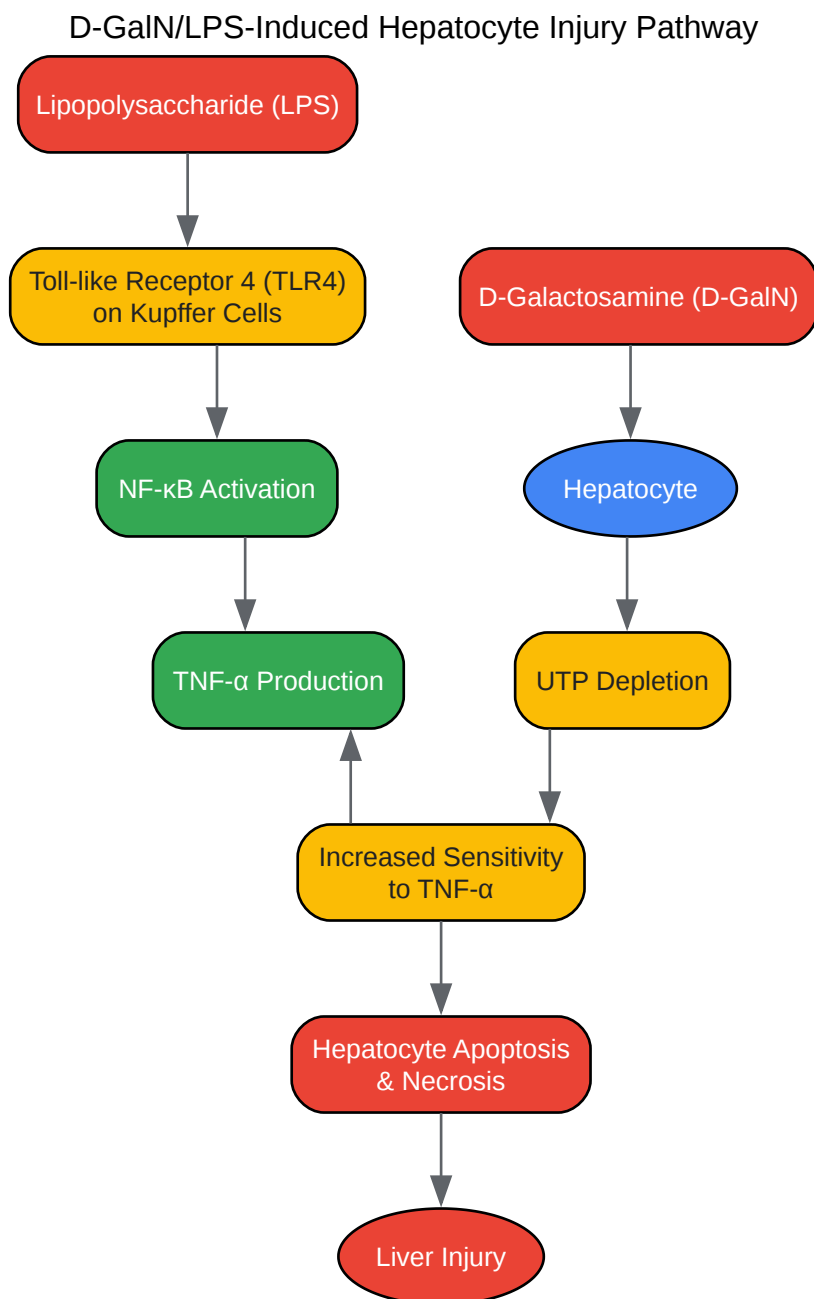 D-GalN/LPS-Induced Hepatocyte Injury Pathway
Lipopolysaccharide (LPS)
Toll-like Receptor 4 (TLR4)
on Kupffer Cells
D-Galactosamine (D-GalN)
NF-κB Activation
Hepatocyte
TNF-α Production
UTP Depletion
Increased Sensitivity
to TNF-α
Hepatocyte Apoptosis
& Necrosis
Liver Injury